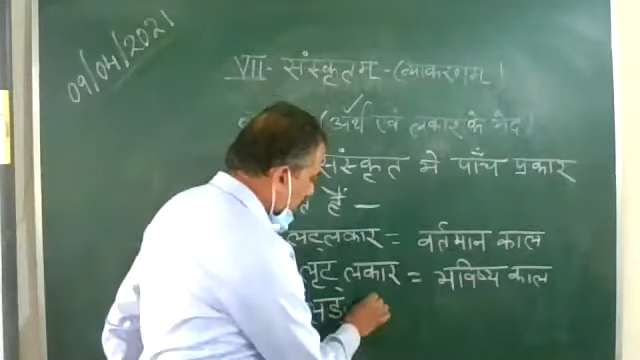 09/04/2021
VII- संस्कृतम - (व्याकरणम)
(अर्थ एवं लकार के भेद)
संस्कृत मे पाँच प्रकार
हैं —
लट्लकार = वर्तमान काल
लृट् लकार = भविष्य काल